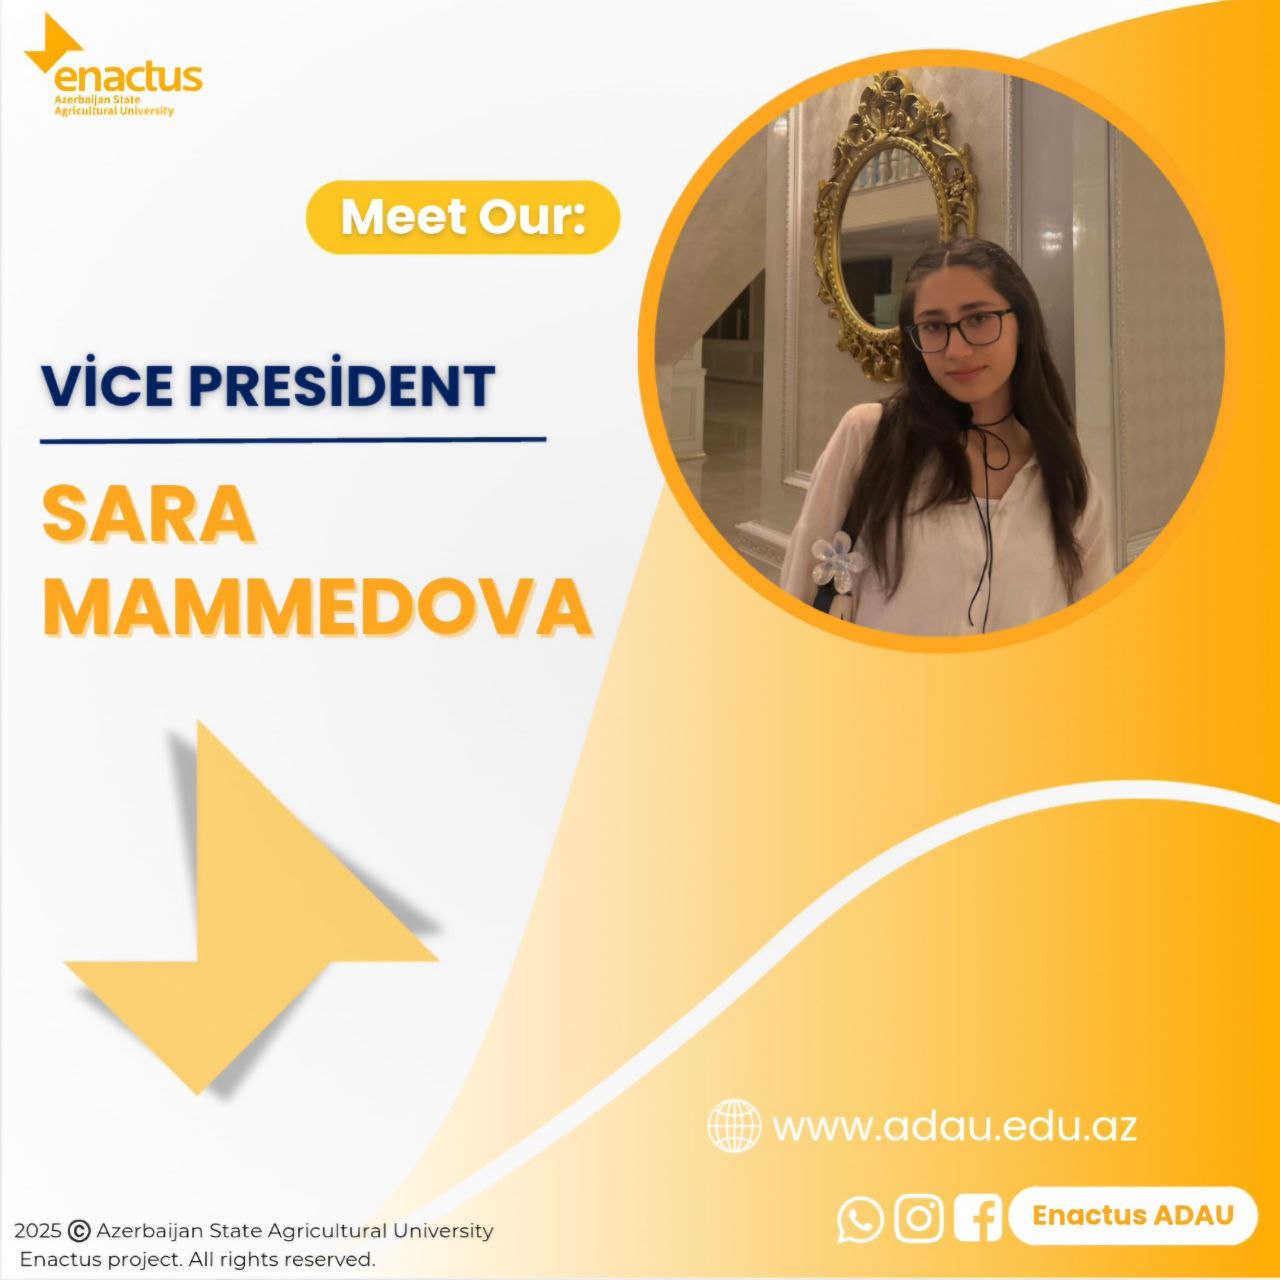 enactus
Azerbaijan State
Agricultural University
Meet Our:
VİCE PRESİDENT
SARA
MAMMEDOVA
www.adau.edu.az
Enactus ADAU
2025 © Azerbaijan State Agricultural University
Enactus project. All rights reserved.